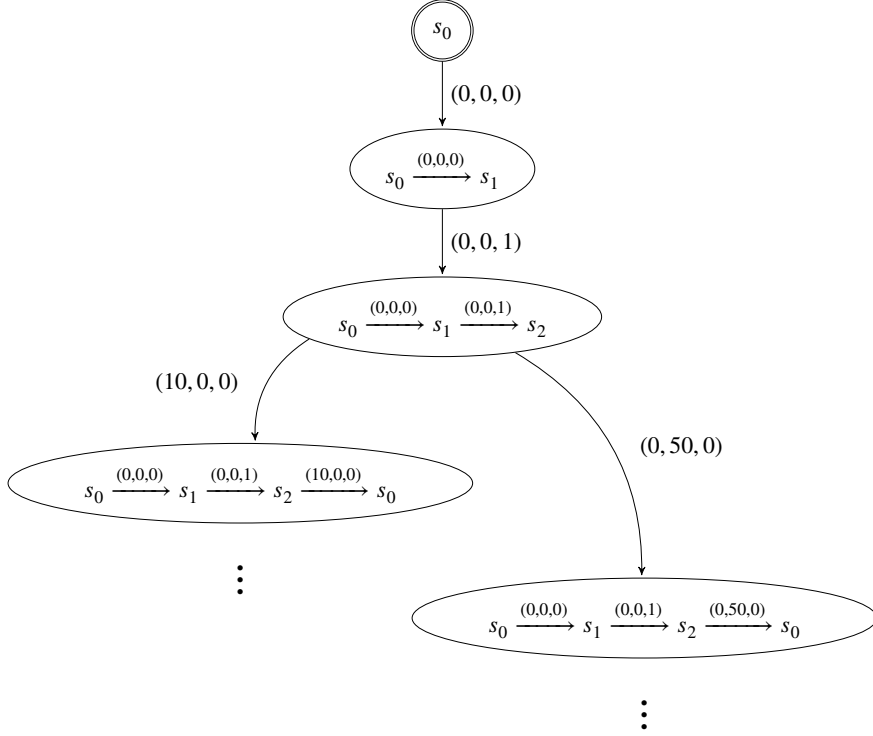 s₀
(0, 0, 0)
s₀ —(0,0,0)→ s₁
(0, 0, 1)
s₀ —(0,0,0)→ s₁ —(0,0,1)→ s₂
(10, 0, 0)
(0, 50, 0)
s₀ —(0,0,0)→ s₁ —(0,0,1)→ s₂ —(10,0,0)→ s₀
⋮
s₀ —(0,0,0)→ s₁ —(0,0,1)→ s₂ —(0,50,0)→ s₀
⋮